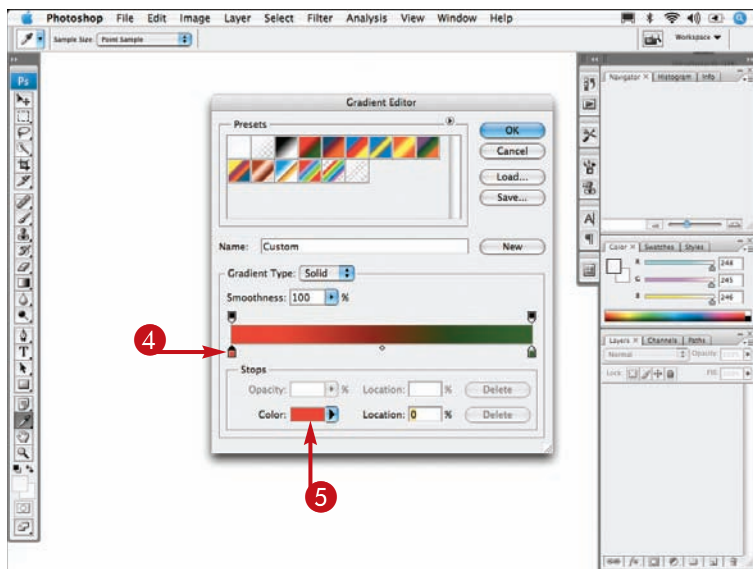 Photoshop File Edit Image Layer Select Filter Analysis View Window Help
Sample Size: Point Sample
Workspace
Ps
Navigator × Histogram Info
Gradient Editor
Presets
OK
Cancel
Load...
Save...
Name: Custom
New
Gradient Type: Solid
Smoothness: 100 %
4
Stops
Opacity: % Location: % Delete
Color: Location: 0 % Delete
5
Color × Swatches Styles
R 248
G 245
B 246
Layers × Channels Paths
Normal Opacity:
Lock: Fill: